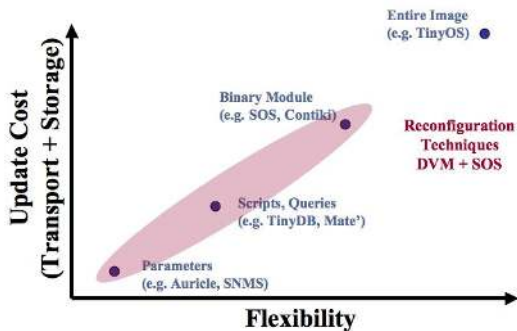 Entire Image
(e.g. TinyOS)
Binary Module
(e.g. SOS, Contiki)
Reconfiguration
Techniques
DVM + SOS
Scripts, Queries
(e.g. TinyDB, Mate’)
Parameters
(e.g. Auricle, SNMS)
Update Cost
(Transport + Storage)
Flexibility